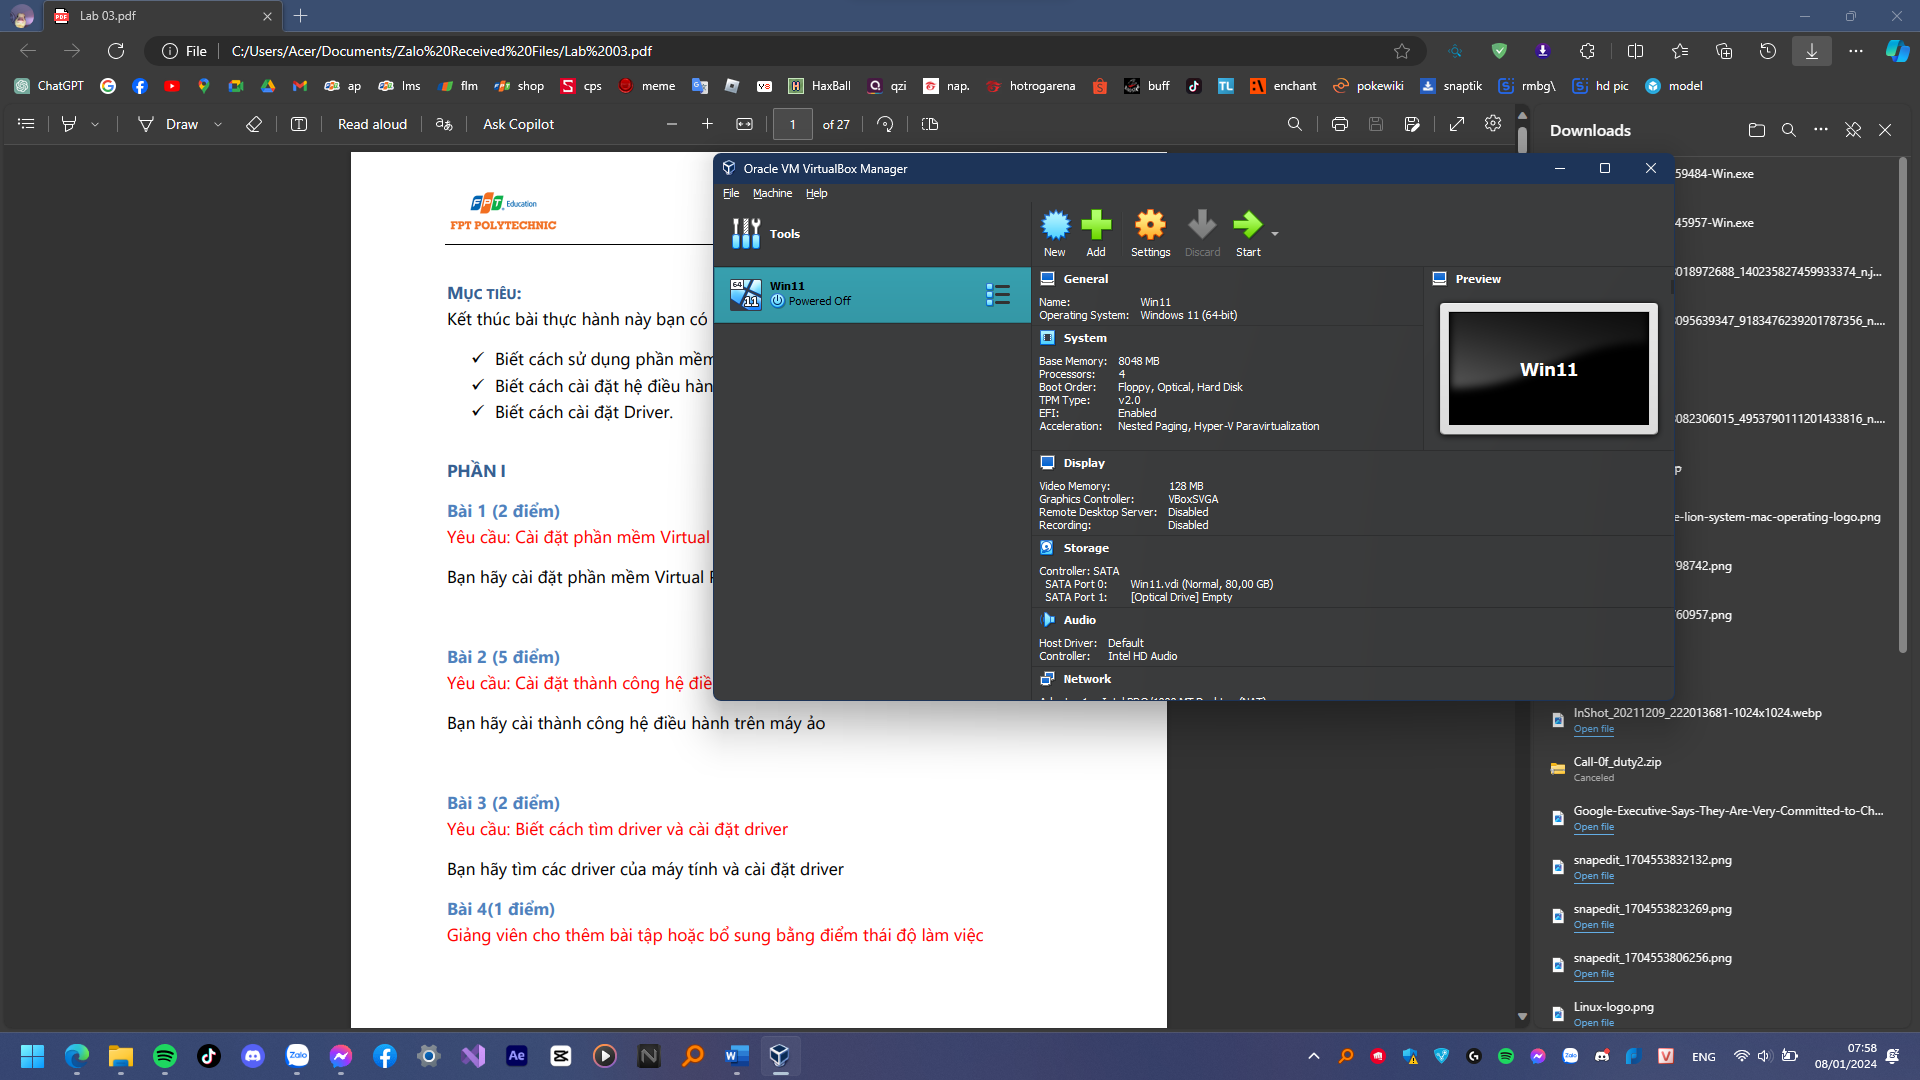 Lab 03.pdf
File
C:/Users/Acer/Documents/Zalo%20Received%20Files/Lab%2003.pdf
ChatGPT
ap
lms
flm
shop
cps
meme
HaxBall
qzi
nap.
hotrogarena
buff
enchant
pokewiki
snaptik
rmbg\
hd pic
model
Draw
Read aloud
Ask Copilot
1
of 27
FPT Education
FPT POLYTECHNIC
MỤC TIÊU:
Kết thúc bài thực hành này bạn có
✓ Biết cách sử dụng phần mềm
✓ Biết cách cài đặt hệ điều hàn
✓ Biết cách cài đặt Driver.
PHẦN I
Bài 1 (2 điểm)
Yêu cầu: Cài đặt phần mềm Virtual
Bạn hãy cài đặt phần mềm Virtual
Bài 2 (5 điểm)
Yêu cầu: Cài đặt thành công hệ điề
Bạn hãy cài thành công hệ điều hành trên máy ảo
Bài 3 (2 điểm)
Yêu cầu: Biết cách tìm driver và cài đặt driver
Bạn hãy tìm các driver của máy tính và cài đặt driver
Bài 4(1 điểm)
Giảng viên cho thêm bài tập hoặc bổ sung bằng điểm thái độ làm việc
Oracle VM VirtualBox Manager
File Machine Help
Tools
Win11
Powered Off
New
Add
Settings
Discard
Start
General
Name: Win11
Operating System: Windows 11 (64-bit)
System
Base Memory: 8048 MB
Processors: 4
Boot Order: Floppy, Optical, Hard Disk
TPM Type: v2.0
EFI: Enabled
Acceleration: Nested Paging, Hyper-V Paravirtualization
Preview
Win11
Display
Video Memory: 128 MB
Graphics Controller: VBoxSVGA
Remote Desktop Server: Disabled
Recording: Disabled
Storage
Controller: SATA
SATA Port 0: Win11.vdi (Normal, 80,00 GB)
SATA Port 1: [Optical Drive] Empty
Audio
Host Driver: Default
Controller: Intel HD Audio
Network
Downloads
59484-Win.exe
45957-Win.exe
018972688_140235827459933374_n.j...
095639347_9183476239201787356_n....
082306015_4953790111201433816_n....
e-lion-system-mac-operating-logo.png
98742.png
60957.png
InShot_20211209_222013681-1024x1024.webp
Open file
Call-0f_duty2.zip
Canceled
Google-Executive-Says-They-Are-Very-Committed-to-Ch...
Open file
snapedit_1704553832132.png
Open file
snapedit_1704553823269.png
Open file
snapedit_1704553806256.png
Open file
Linux-logo.png
Open file
ENG
07:58
08/01/2024